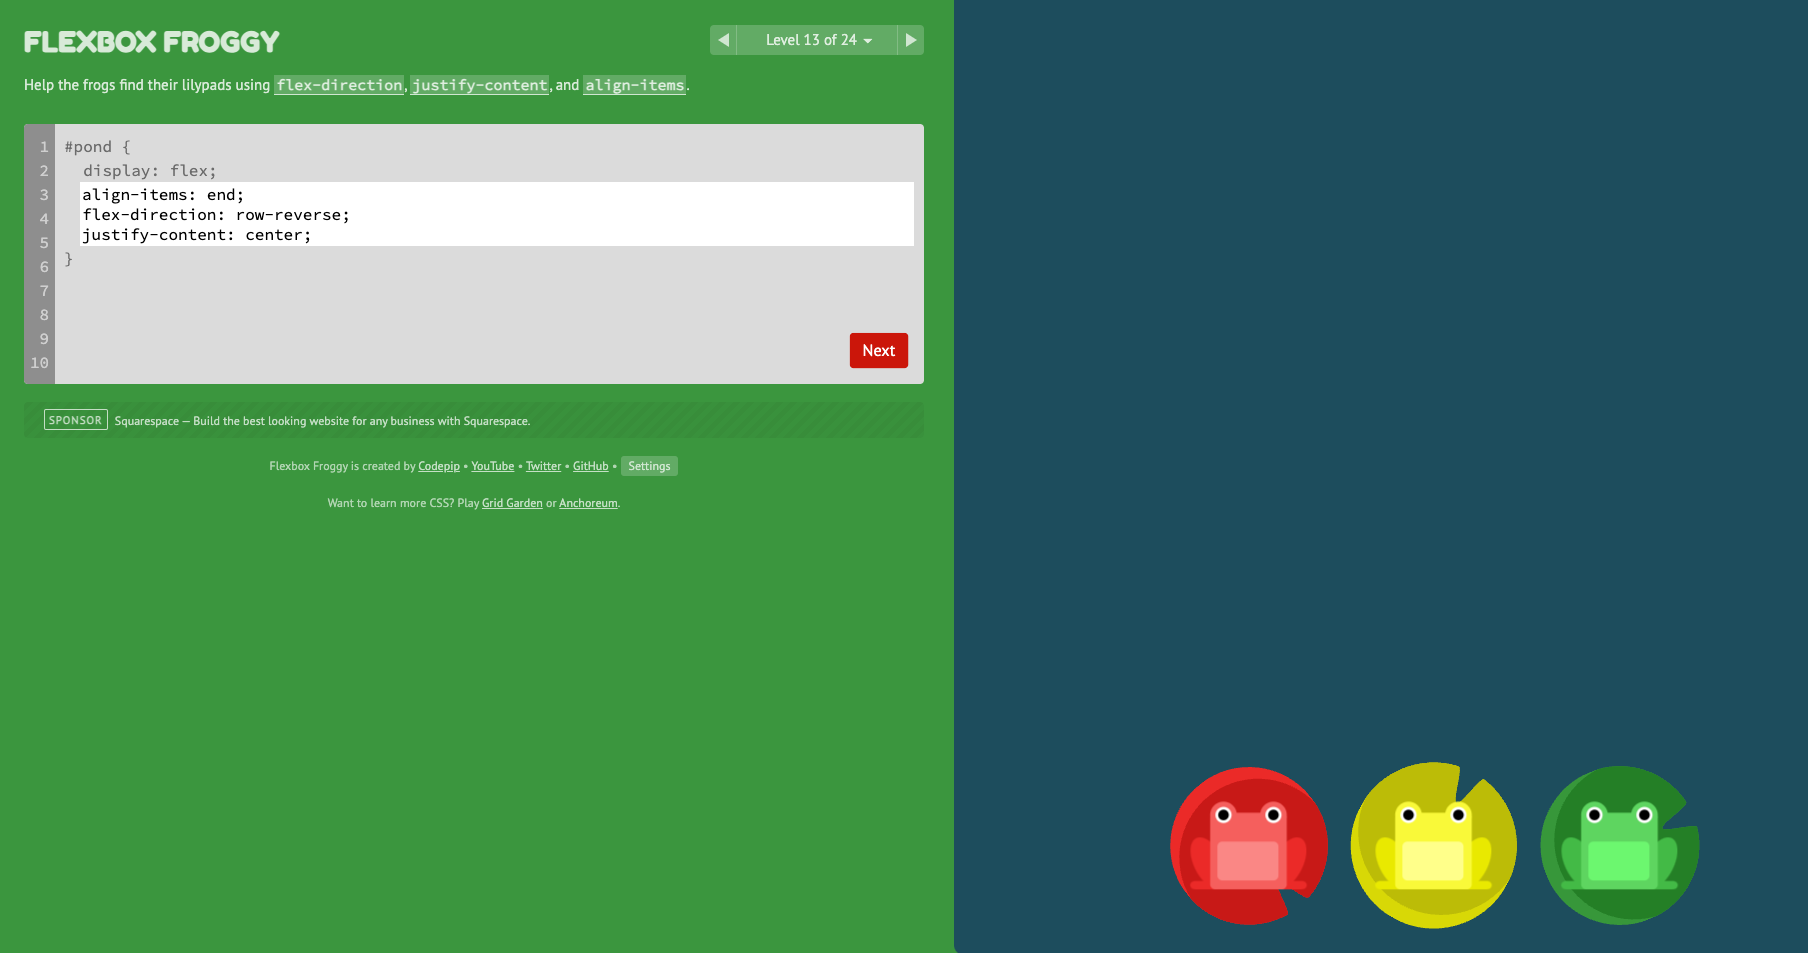 FLEXBOX FROGGY
Level 13 of 24
Help the frogs find their lilypads using flex-direction, justify-content, and align-items.
1 #pond {
2 display: flex;
3 align-items: end;
4 flex-direction: row-reverse;
5 justify-content: center;
6 }
7
8
9
10
Next
SPONSOR Squarespace — Build the best looking website for any business with Squarespace.
Flexbox Froggy is created by Codepip • YouTube • Twitter • GitHub • Settings
Want to learn more CSS? Play Grid Garden or Anchoreum.